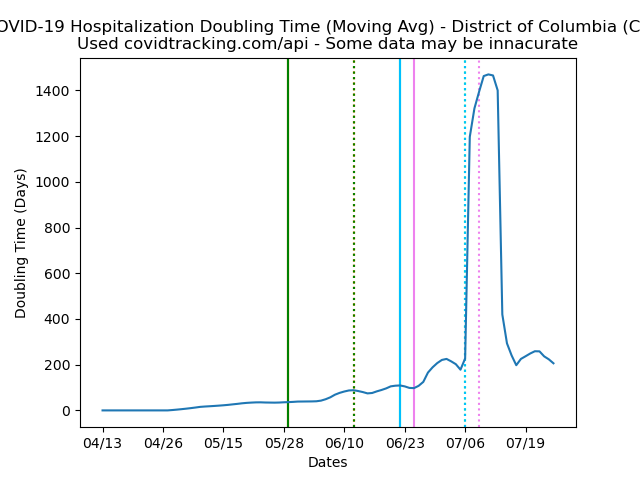 OVID-19 Hospitalization Doubling Time (Moving Avg) - District of Columbia (C
Used covidtracking.com/api - Some data may be innacurate
1400
1200
1000
800
600
400
200
0
Doubling Time (Days)
04/13 04/26 05/15 05/28 06/10 06/23 07/06 07/19
Dates